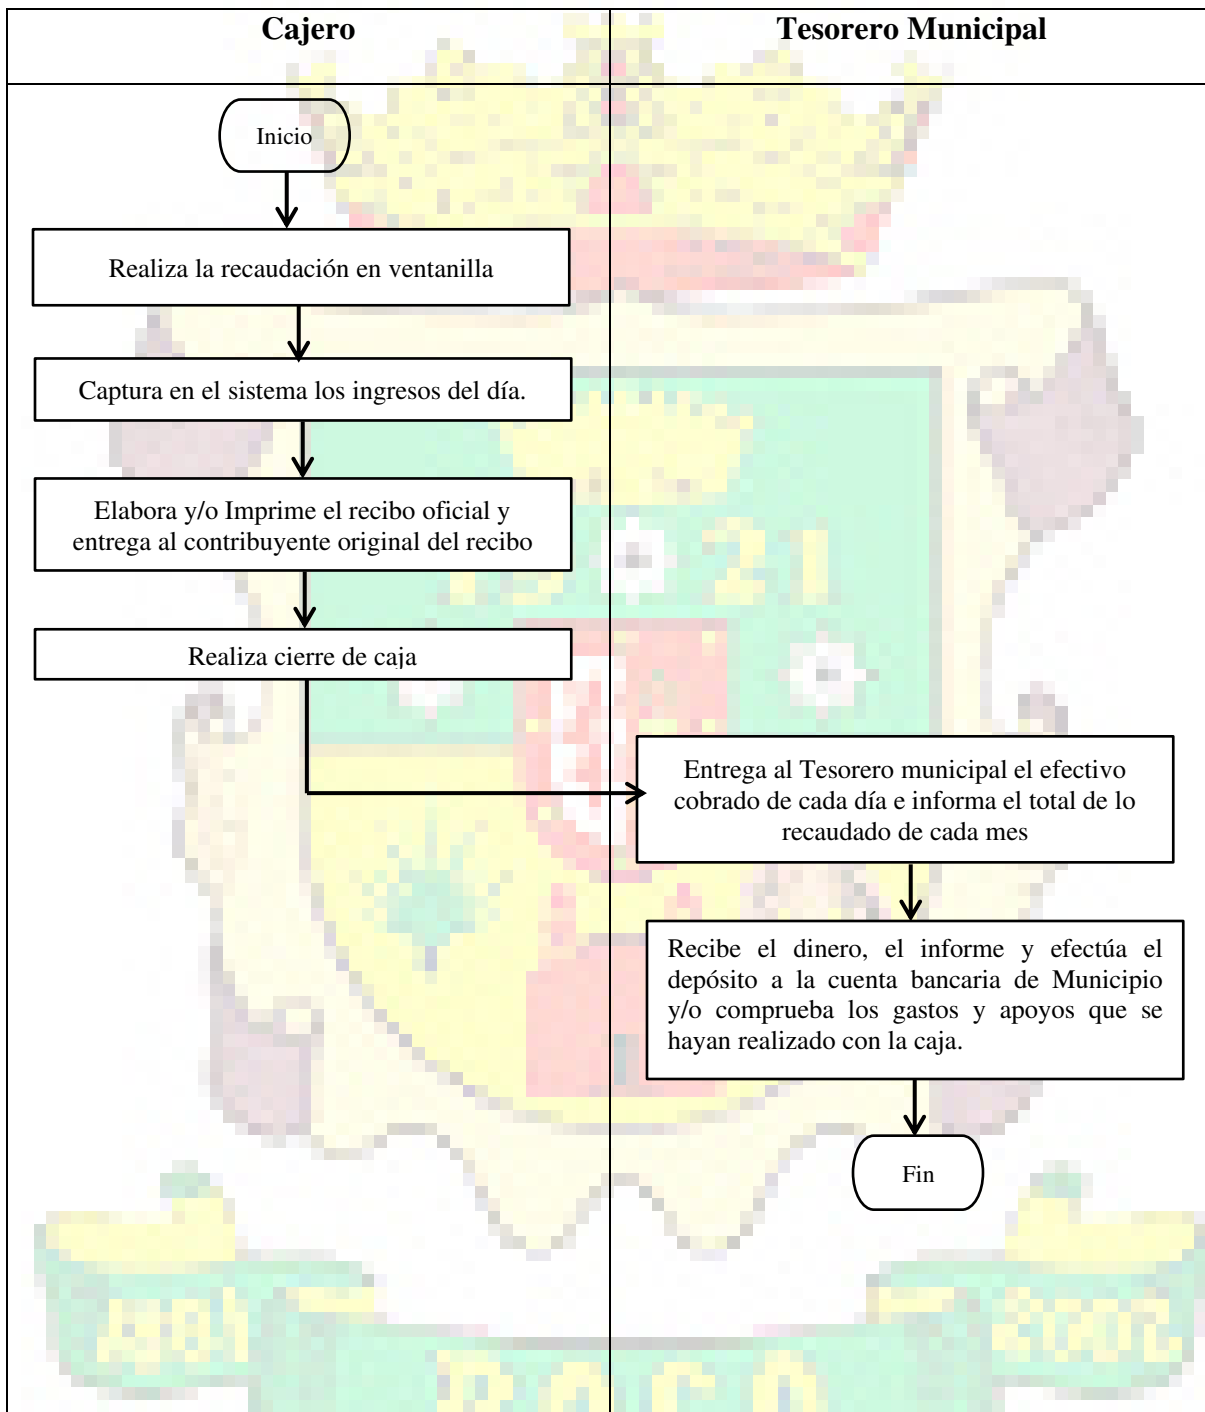 Cajero
Tesorero Municipal
Inicio
Realiza la recaudación en ventanilla
Captura en el sistema los ingresos del día.
Elabora y/o Imprime el recibo oficial y
entrega al contribuyente original del recibo
Realiza cierre de caja
Entrega al Tesorero municipal el efectivo
cobrado de cada día e informa el total de lo
recaudado de cada mes
Recibe el dinero, el informe y efectúa el
depósito a la cuenta bancaria de Municipio
y/o comprueba los gastos y apoyos que se
hayan realizado con la caja.
Fin
21